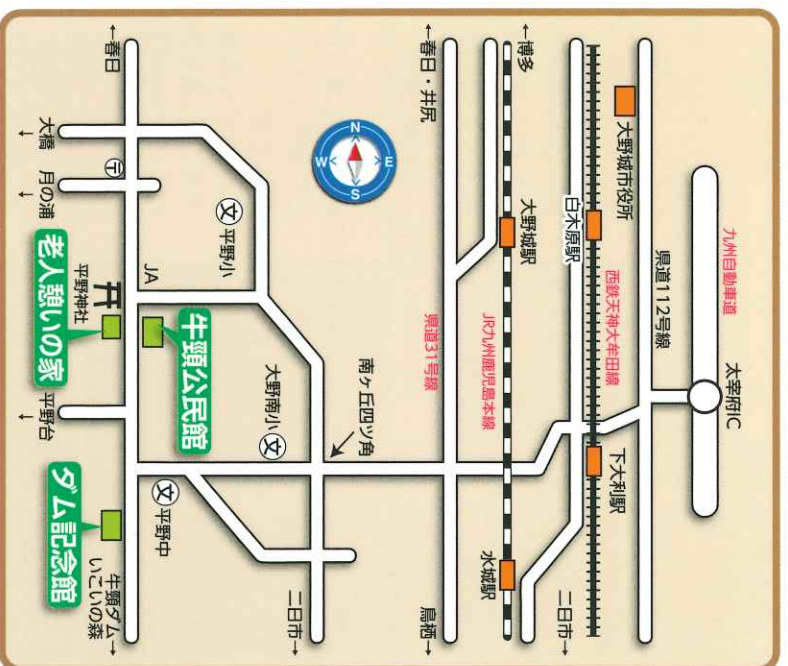 九州自動車道
太宰府IC
県道112号線
大野城市役所
西鉄天神大牟田線
白木原駅
下大利駅
←博多
二日市→
大野城駅
JR九州鹿児島本線
水城駅
←春日・井尻
県道31号線
鳥栖→
N
E
S
W
南ヶ丘四ツ角
文
平野小
大野南小
文
二日市→
牛頸公民館
文
平野中
JA
〒
←春日
平野神社
老人憩いの家
ダム記念館
牛頸ダム
いこいの森→
大橋
↓
月の浦
↓
平野台
↓